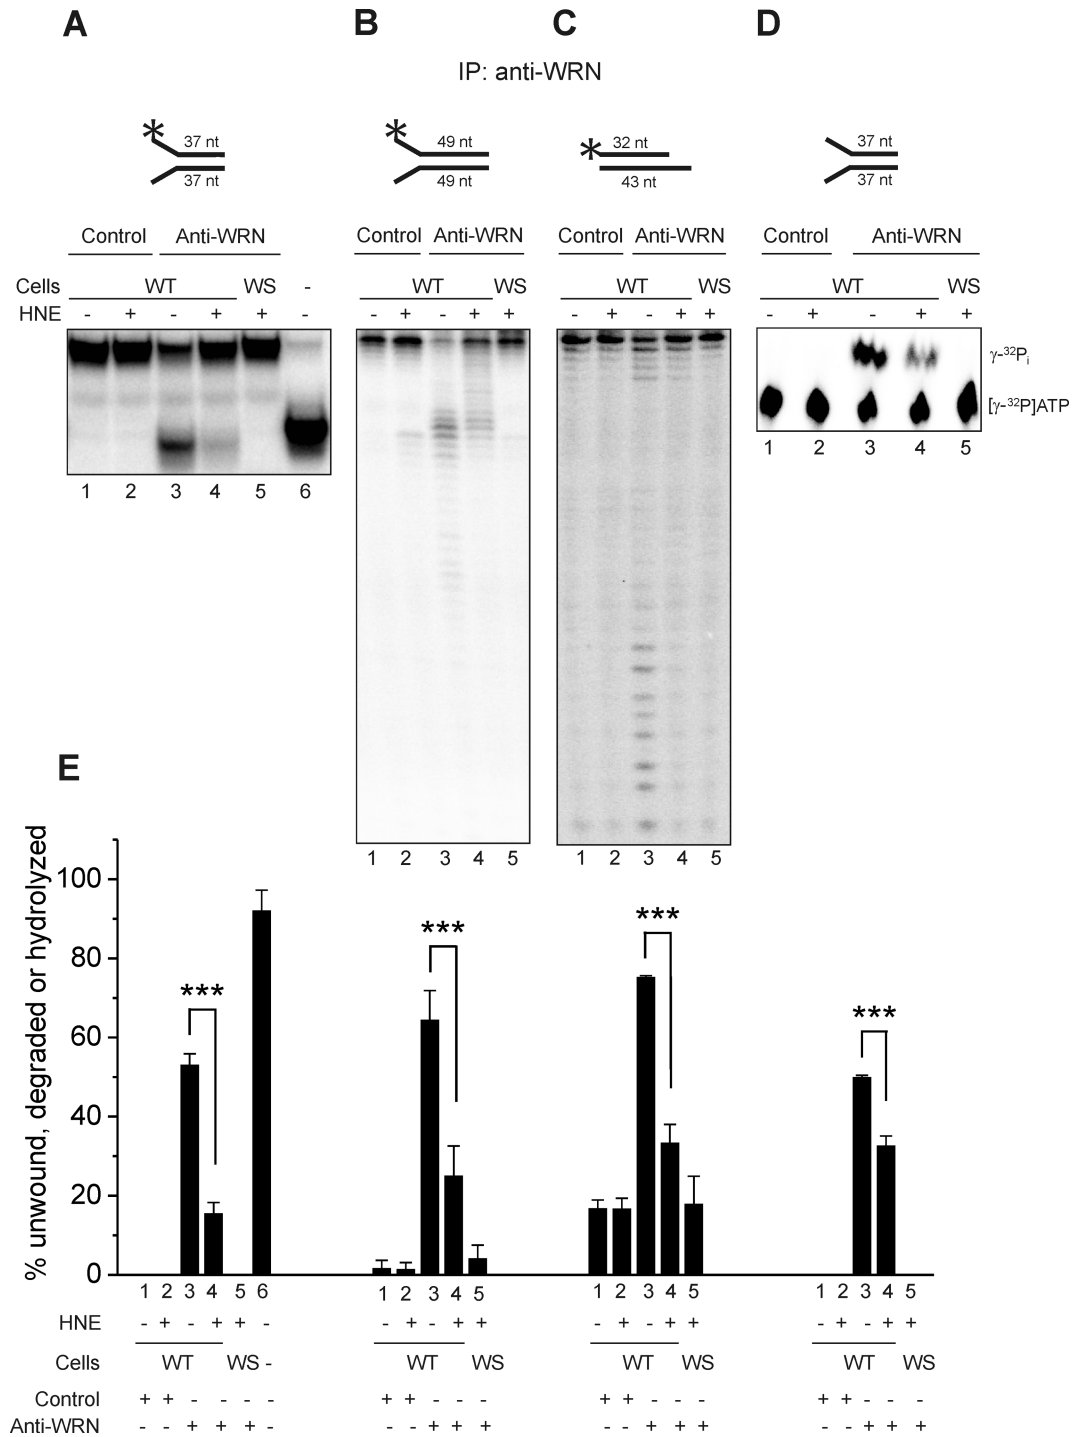 A B C D
IP: anti-WRN
* 37 nt 37 nt
* 49 nt 49 nt
* 32 nt 43 nt
37 nt 37 nt
Control Anti-WRN Control Anti-WRN Control Anti-WRN Control Anti-WRN
Cells WT WS - WT WS WT WS WT WS
HNE - + - + + - - + - + + - + - + + - + - + +
γ-³²Pᵢ
[γ-³²P]ATP
1 2 3 4 5
1 2 3 4 5 6
1 2 3 4 5 1 2 3 4 5
E
% unwound, degraded or hydrolyzed
100
80
60
40
20
0
*** *** *** ***
1 2 3 4 5 6 1 2 3 4 5 1 2 3 4 5 1 2 3 4 5
HNE - + - + + - - + - + + - + - + + - + - + +
Cells WT WS - WT WS WT WS WT WS
Control + + - - - - + + - - - + + - - - + + - - -
Anti-WRN - - + + + - - - + + + - - + + + - - + + +